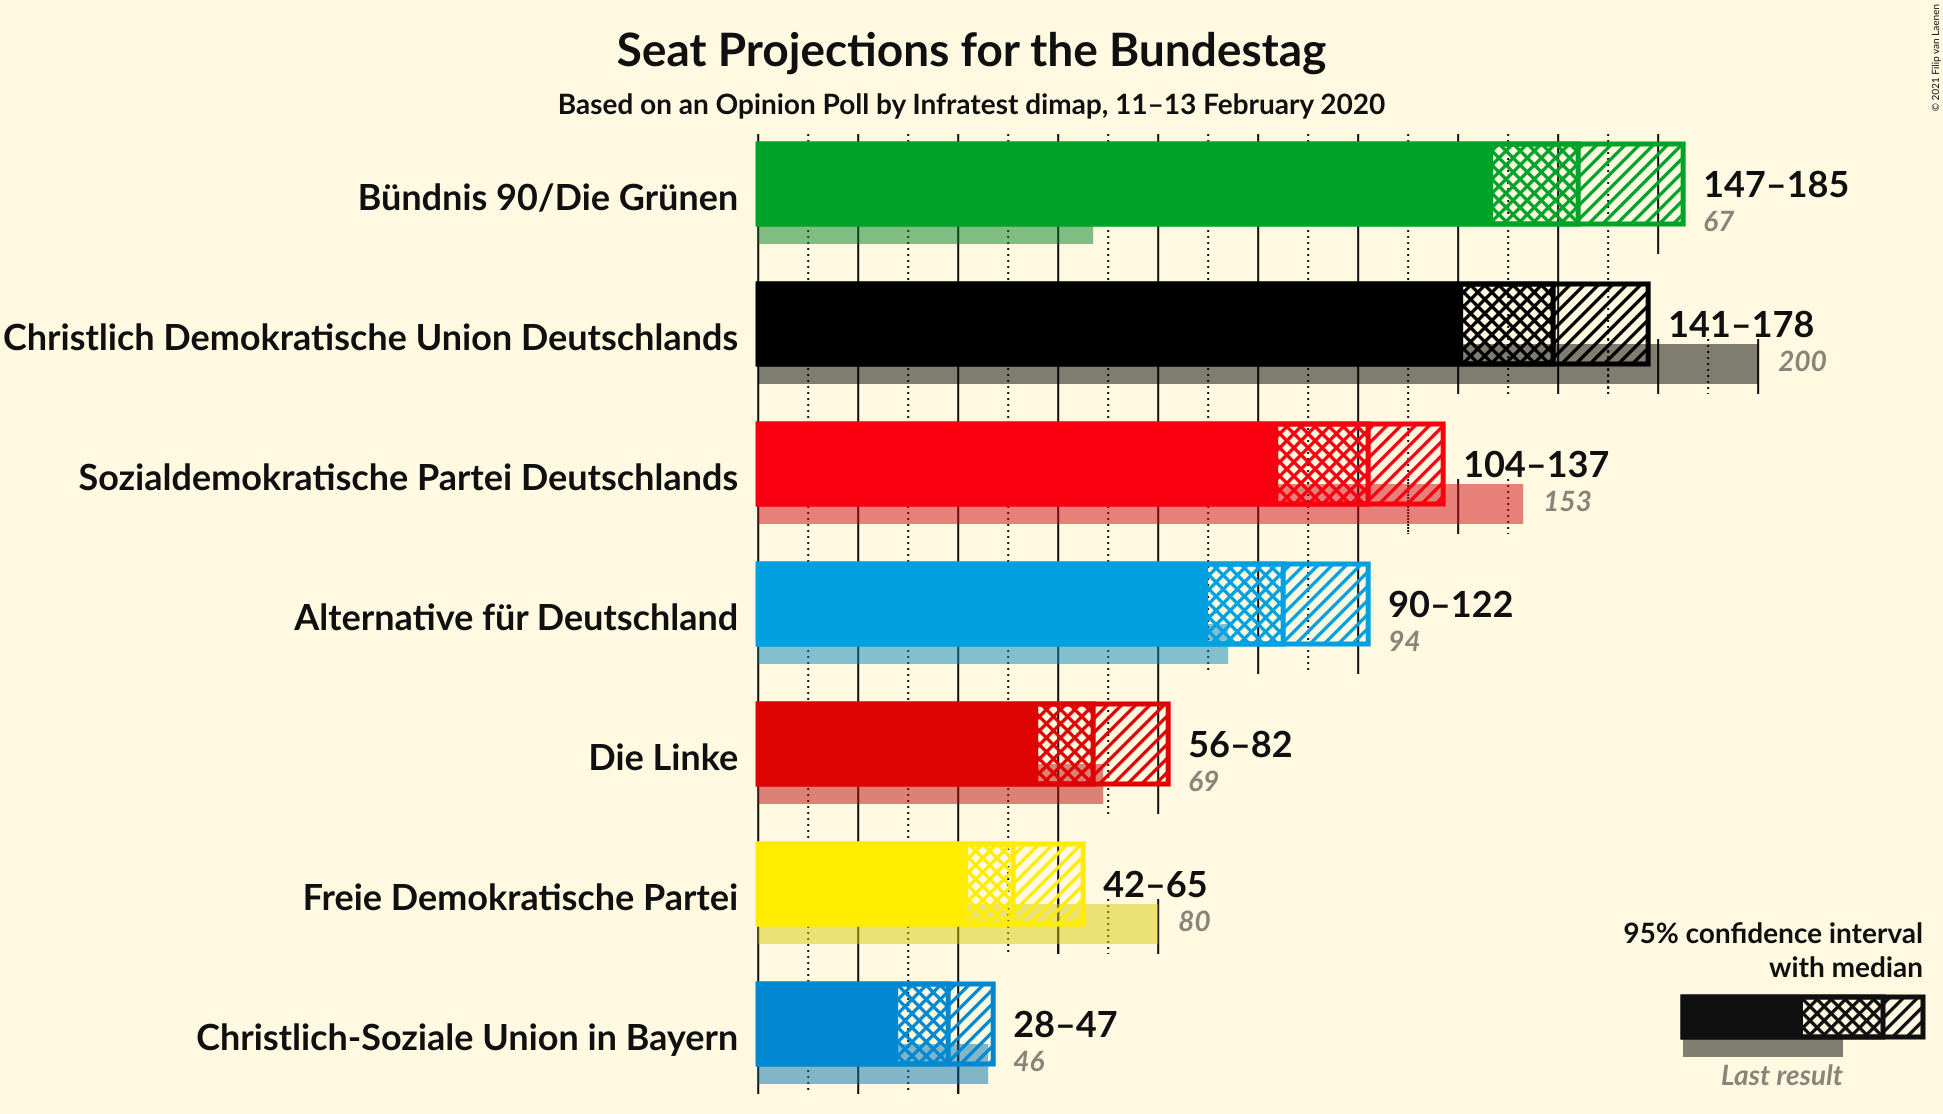 Seat Projections for the Bundestag
Based on an Opinion Poll by Infratest dimap, 11–13 February 2020
© 2021 Filip van Laenen
Bündnis 90/Die Grünen
147–185
67
Christlich Demokratische Union Deutschlands
141–178
200
Sozialdemokratische Partei Deutschlands
104–137
153
Alternative für Deutschland
90–122
94
Die Linke
56–82
69
Freie Demokratische Partei
42–65
80
Christlich-Soziale Union in Bayern
28–47
46
95% confidence interval
with median
Last result